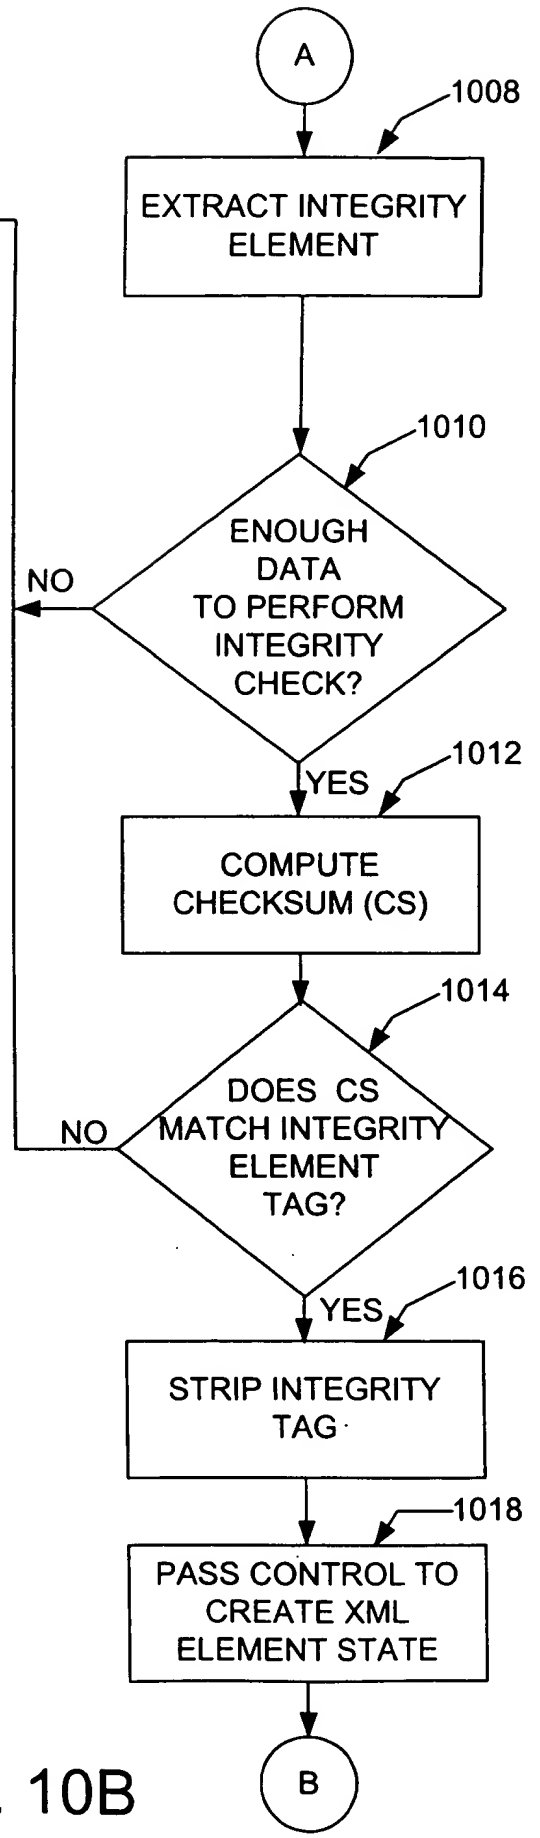 A
1008
EXTRACT INTEGRITY
ELEMENT
1010
ENOUGH
DATA
TO PERFORM
INTEGRITY
CHECK?
NO
YES
1012
COMPUTE
CHECKSUM (CS)
1014
DOES CS
MATCH INTEGRITY
ELEMENT
TAG?
NO
YES
1016
STRIP INTEGRITY
TAG
1018
PASS CONTROL TO
CREATE XML
ELEMENT STATE
B
. 10B